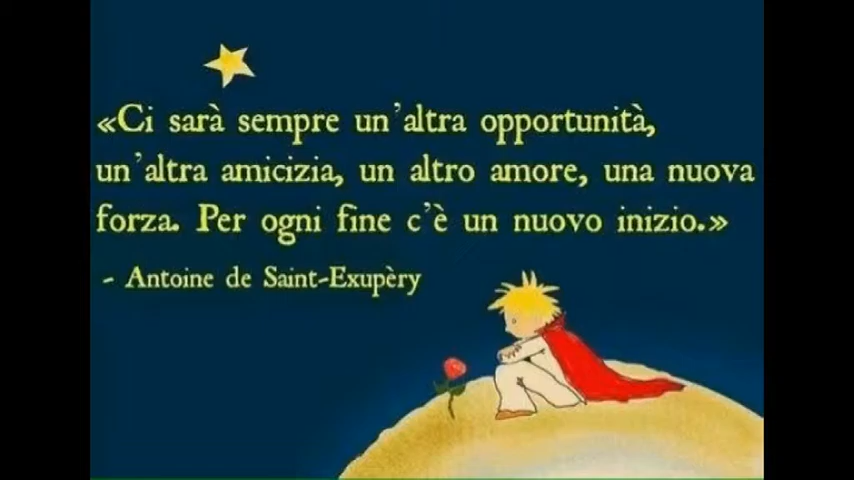 «Ci sarà sempre un'altra opportunità,
un'altra amicizia, un altro amore, una nuova
forza. Per ogni fine c'è un nuovo inizio.»
- Antoine de Saint-Exupèry